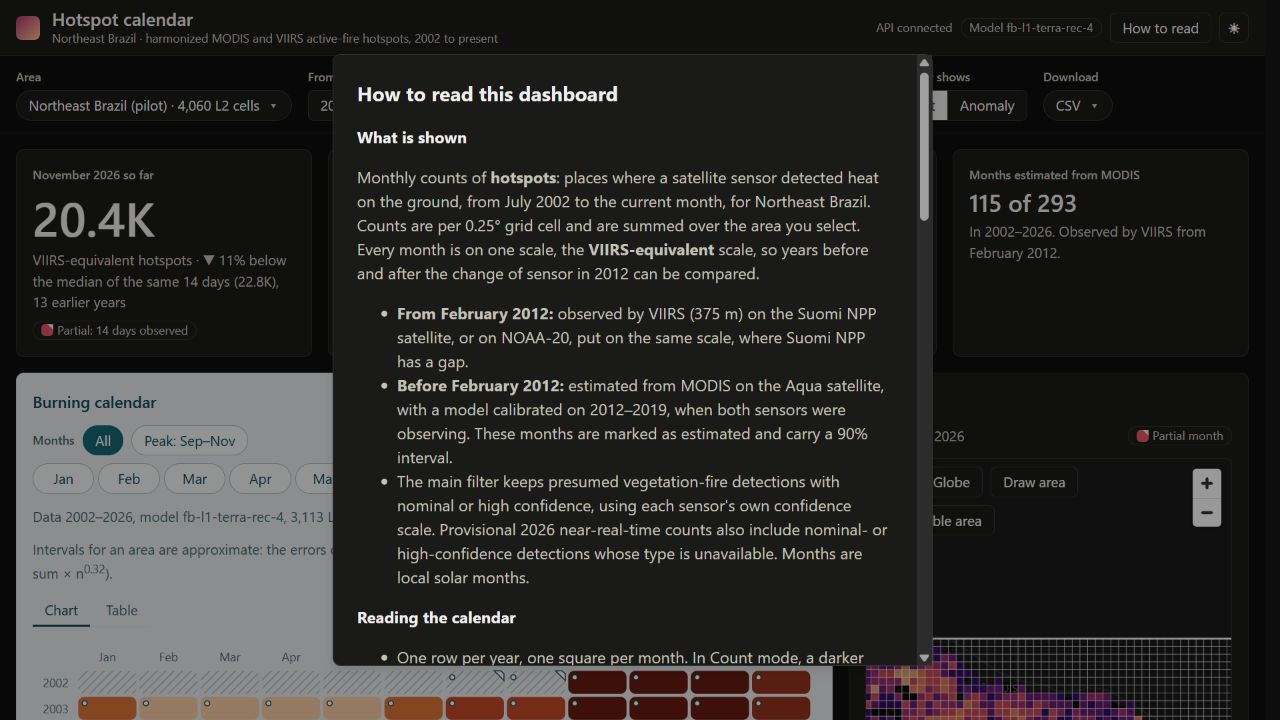 Hotspot calendar
Northeast Brazil · harmonized MODIS and VIIRS active-fire hotspots, 2002 to present
API connected
Model fb-l1-terra-rec-4
How to read
Area
Northeast Brazil (pilot) · 4,060 L2 cells
From
20
shows
Anomaly
Download
CSV
November 2026 so far
20.4K
VIIRS-equivalent hotspots · ▼ 11% below
the median of the same 14 days (22.8K),
13 earlier years
Partial: 14 days observed
Months estimated from MODIS
115 of 293
In 2002–2026. Observed by VIIRS from
February 2012.
How to read this dashboard
What is shown
Monthly counts of hotspots: places where a satellite sensor detected heat
on the ground, from July 2002 to the current month, for Northeast Brazil.
Counts are per 0.25° grid cell and are summed over the area you select.
Every month is on one scale, the VIIRS-equivalent scale, so years before
and after the change of sensor in 2012 can be compared.
• From February 2012: observed by VIIRS (375 m) on the Suomi NPP
satellite, or on NOAA-20, put on the same scale, where Suomi NPP
has a gap.
• Before February 2012: estimated from MODIS on the Aqua satellite,
with a model calibrated on 2012–2019, when both sensors were
observing. These months are marked as estimated and carry a 90%
interval.
• The main filter keeps presumed vegetation-fire detections with
nominal or high confidence, using each sensor's own confidence
scale. Provisional 2026 near-real-time counts also include nominal- or
high-confidence detections whose type is unavailable. Months are
local solar months.
Reading the calendar
• One row per year, one square per month. In Count mode, a darker
Burning calendar
Months
All
Peak: Sep–Nov
Jan
Feb
Mar
Apr
Ma
Data 2002–2026, model fb-l1-terra-rec-4, 3,113 L
Intervals for an area are approximate: the errors
sum × n0.32).
Chart
Table
Jan
Feb
Mar
Apr
2002
2003
2026
Partial month
Globe
Draw area
ble area
+
−